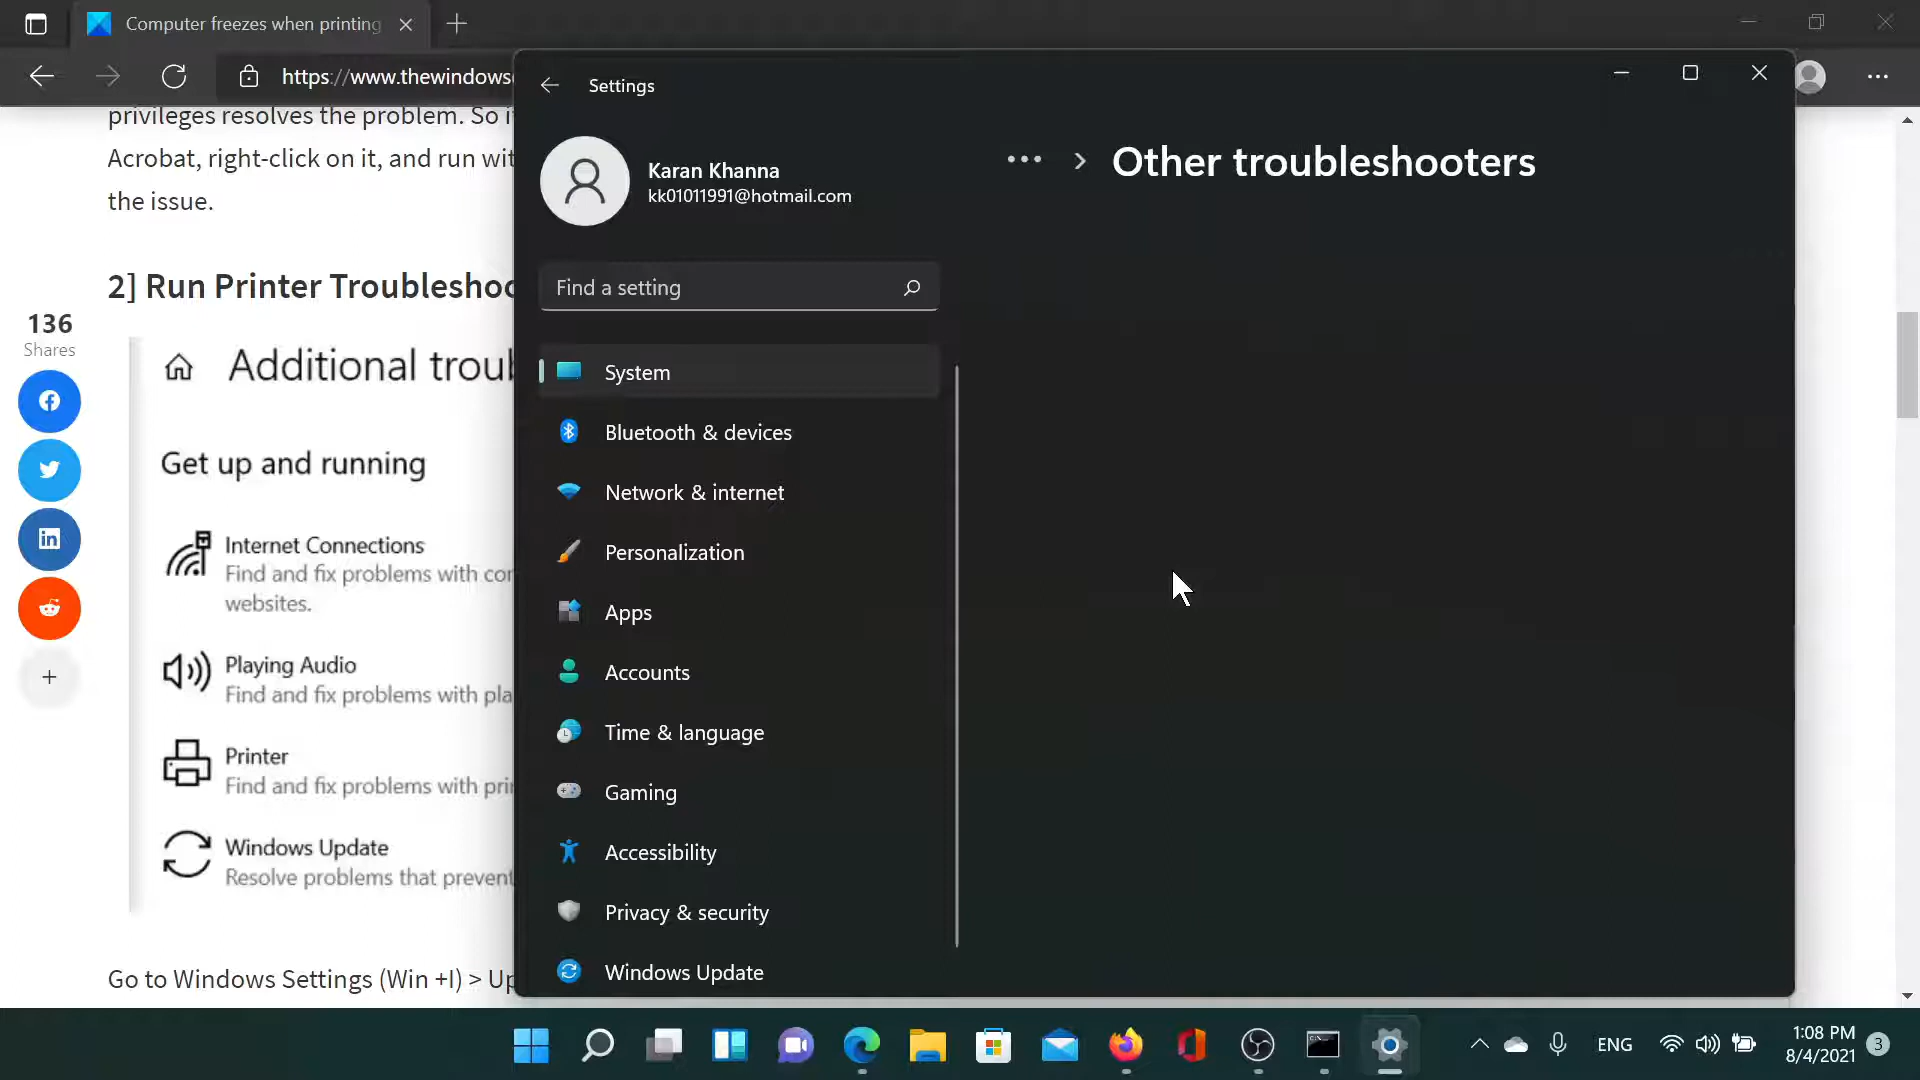 Computer freezes when printing
https://www.thewindows
privileges resolves the problem. So i
Acrobat, right-click on it, and run wit
the issue.
2] Run Printer Troubleshoo
136
Shares
Additional troub
Get up and running
Internet Connections
Find and fix problems with con
websites.
Playing Audio
Find and fix problems with pla
Printer
Find and fix problems with prin
Windows Update
Resolve problems that prevent
Go to Windows Settings (Win +I) > Up
Settings
Karan Khanna
kk01011991@hotmail.com
Find a setting
System
Bluetooth & devices
Network & internet
Personalization
Apps
Accounts
Time & language
Gaming
Accessibility
Privacy & security
Windows Update
Other troubleshooters
ENG
1:08 PM
8/4/2021
3